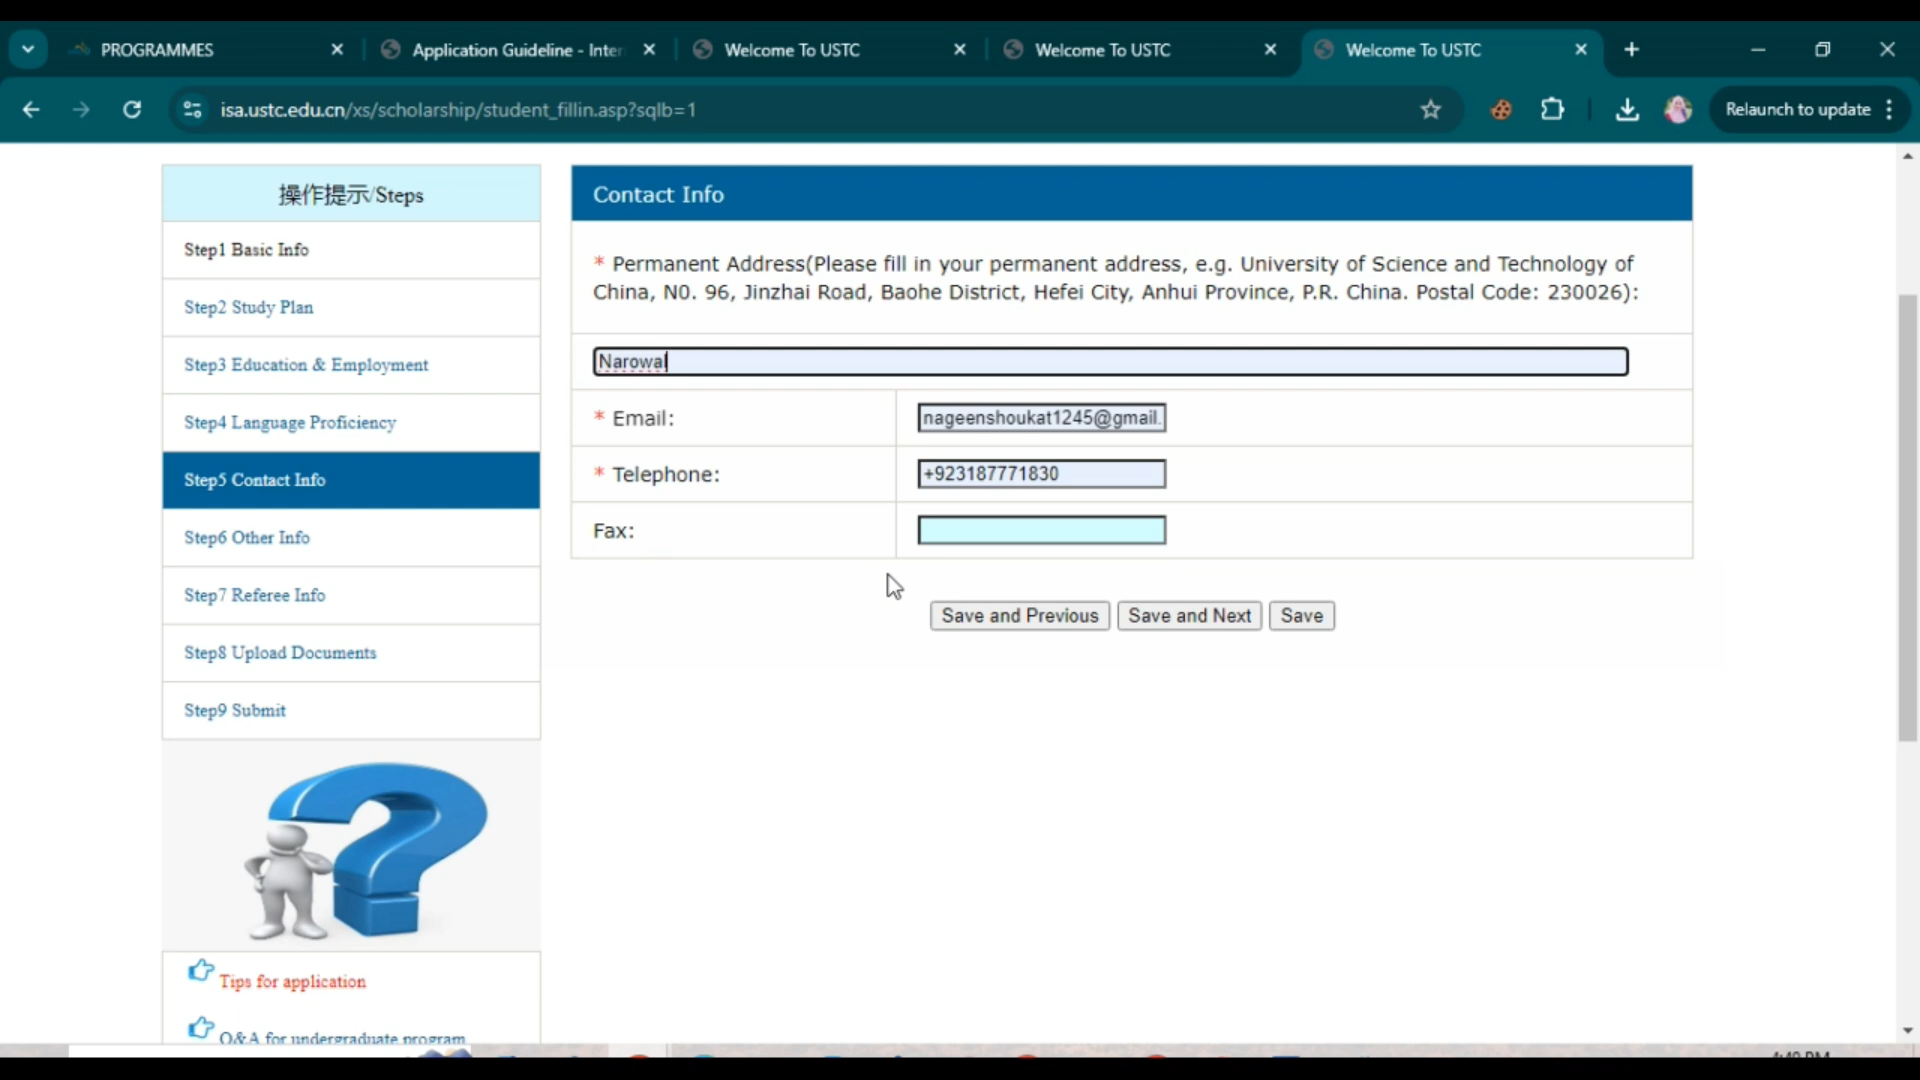 PROGRAMMES
Application Guideline - Inter
Welcome To USTC
Welcome To USTC
Welcome To USTC
isa.ustc.edu.cn/xs/scholarship/student_fillin.asp?sqlb=1
Relaunch to update
操作提示/Steps
Step1 Basic Info
Step2 Study Plan
Step3 Education & Employment
Step4 Language Proficiency
Step5 Contact Info
Step6 Other Info
Step7 Referee Info
Step8 Upload Documents
Step9 Submit
Tips for application
Q&A for undergraduate program
Contact Info
* Permanent Address(Please fill in your permanent address, e.g. University of Science and Technology of
China, N0. 96, Jinzhai Road, Baohe District, Hefei City, Anhui Province, P.R. China. Postal Code: 230026):
Narowal
* Email:
nageenshoukat1245@gmail.
* Telephone:
+923187771830
Fax:
Save and Previous
Save and Next
Save